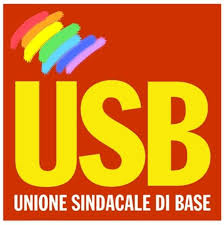 USB
UNIONE SINDACALE DI BASE